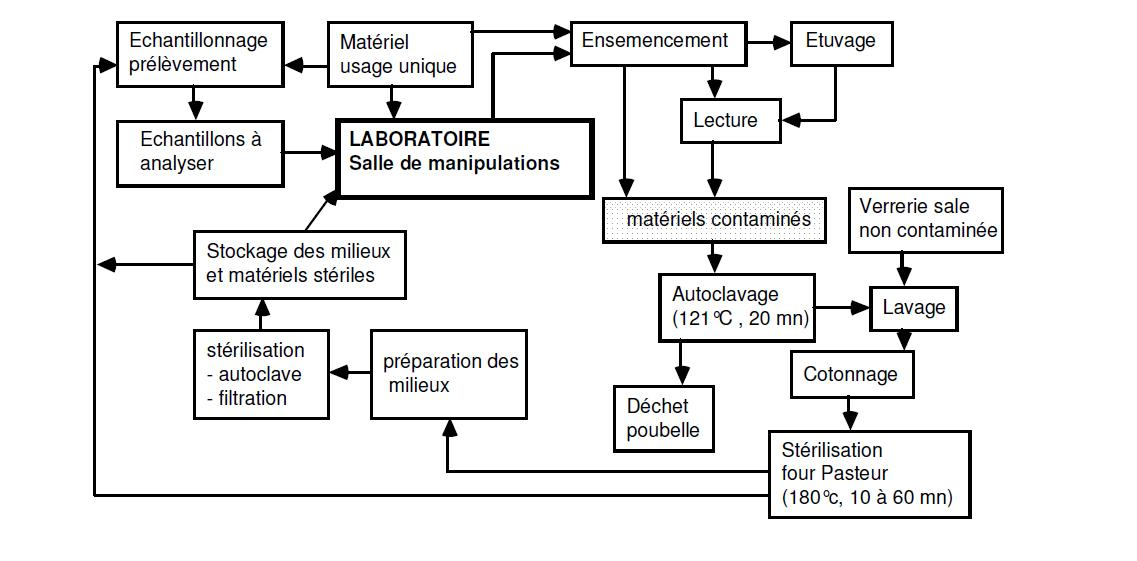 Echantillonnage
prélèvement
Matériel
usage unique
Ensemencement
Etuvage
Echantillons à
analyser
LABORATOIRE
Salle de manipulations
Lecture
matériels contaminés
Verrerie sale
non contaminée
Stockage des milieux
et matériels stériles
Autoclavage
(121°C , 20 mn)
Lavage
stérilisation
- autoclave
- filtration
préparation des
milieux
Cotonnage
Déchet
poubelle
Stérilisation
four Pasteur
(180°c, 10 à 60 mn)